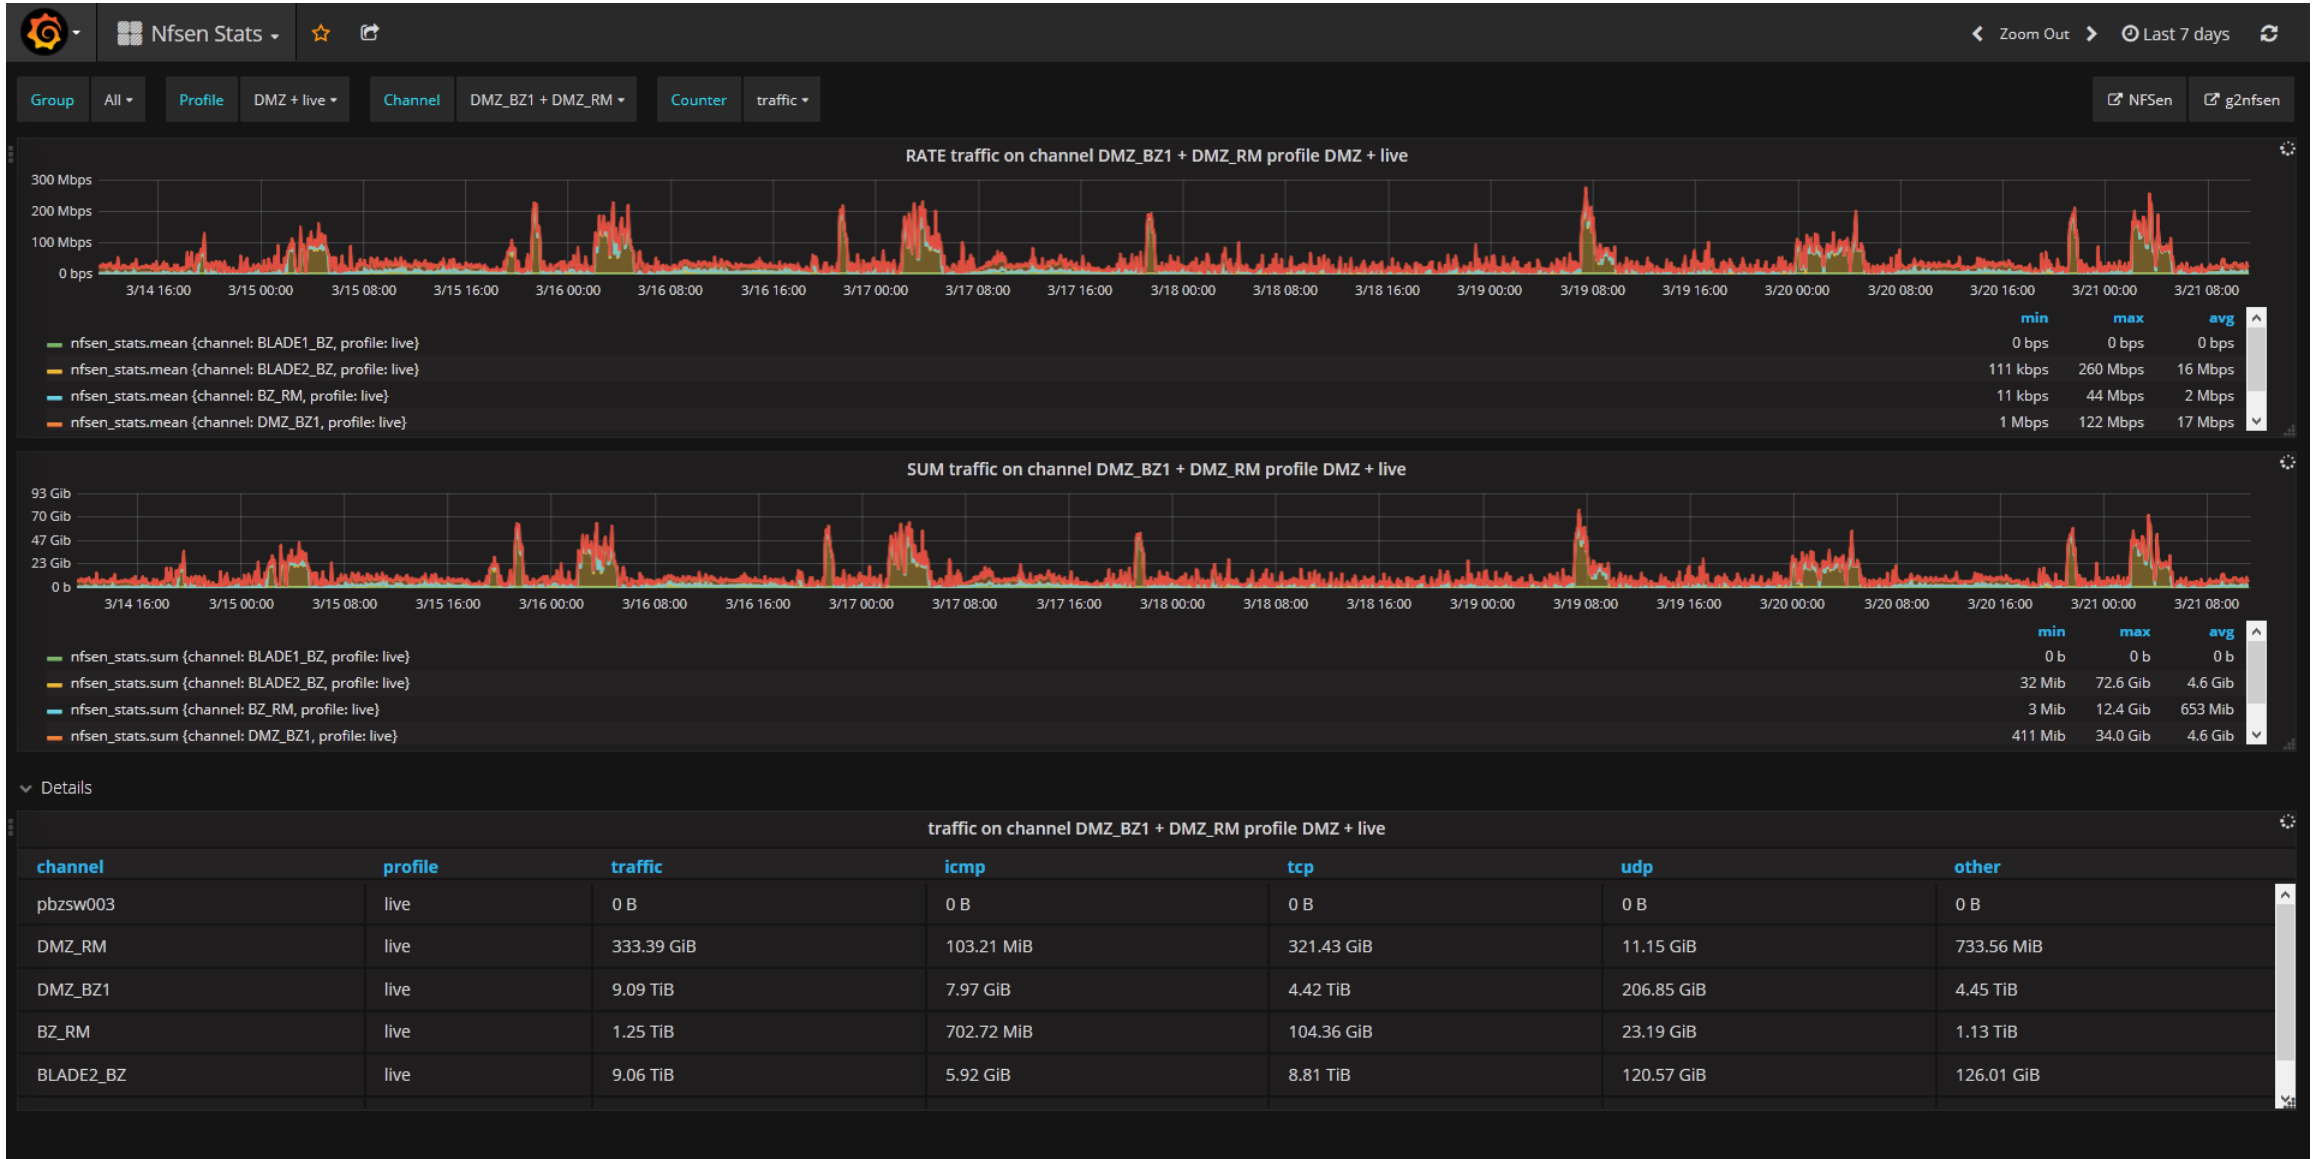 Nfsen Stats
Zoom Out Last 7 days
Group All Profile DMZ + live Channel DMZ_BZ1 + DMZ_RM Counter traffic NFSen g2nfsen
RATE traffic on channel DMZ_BZ1 + DMZ_RM profile DMZ + live
300 Mbps
200 Mbps
100 Mbps
0 bps
3/14 16:00 3/15 00:00 3/15 08:00 3/15 16:00 3/16 00:00 3/16 08:00 3/16 16:00 3/17 00:00 3/17 08:00 3/17 16:00 3/18 00:00 3/18 08:00 3/18 16:00 3/19 00:00 3/19 08:00 3/19 16:00 3/20 00:00 3/20 08:00 3/20 16:00 3/21 00:00 3/21 08:00
min max avg
nfsen_stats.mean {channel: BLADE1_BZ, profile: live} 0 bps 0 bps 0 bps
nfsen_stats.mean {channel: BLADE2_BZ, profile: live} 111 kbps 260 Mbps 16 Mbps
nfsen_stats.mean {channel: BZ_RM, profile: live} 11 kbps 44 Mbps 2 Mbps
nfsen_stats.mean {channel: DMZ_BZ1, profile: live} 1 Mbps 122 Mbps 17 Mbps
SUM traffic on channel DMZ_BZ1 + DMZ_RM profile DMZ + live
93 Gib
70 Gib
47 Gib
23 Gib
0 b
3/14 16:00 3/15 00:00 3/15 08:00 3/15 16:00 3/16 00:00 3/16 08:00 3/16 16:00 3/17 00:00 3/17 08:00 3/17 16:00 3/18 00:00 3/18 08:00 3/18 16:00 3/19 00:00 3/19 08:00 3/19 16:00 3/20 00:00 3/20 08:00 3/20 16:00 3/21 00:00 3/21 08:00
min max avg
nfsen_stats.sum {channel: BLADE1_BZ, profile: live} 0 b 0 b 0 b
nfsen_stats.sum {channel: BLADE2_BZ, profile: live} 32 Mib 72.6 Gib 4.6 Gib
nfsen_stats.sum {channel: BZ_RM, profile: live} 3 Mib 12.4 Gib 653 Mib
nfsen_stats.sum {channel: DMZ_BZ1, profile: live} 411 Mib 34.0 Gib 4.6 Gib
Details
traffic on channel DMZ_BZ1 + DMZ_RM profile DMZ + live
channel profile traffic icmp tcp udp other
pbzsw003 live 0 B 0 B 0 B 0 B 0 B
DMZ_RM live 333.39 GiB 103.21 MiB 321.43 GiB 11.15 GiB 733.56 MiB
DMZ_BZ1 live 9.09 TiB 7.97 GiB 4.42 TiB 206.85 GiB 4.45 TiB
BZ_RM live 1.25 TiB 702.72 MiB 104.36 GiB 23.19 GiB 1.13 TiB
BLADE2_BZ live 9.06 TiB 5.92 GiB 8.81 TiB 120.57 GiB 126.01 GiB